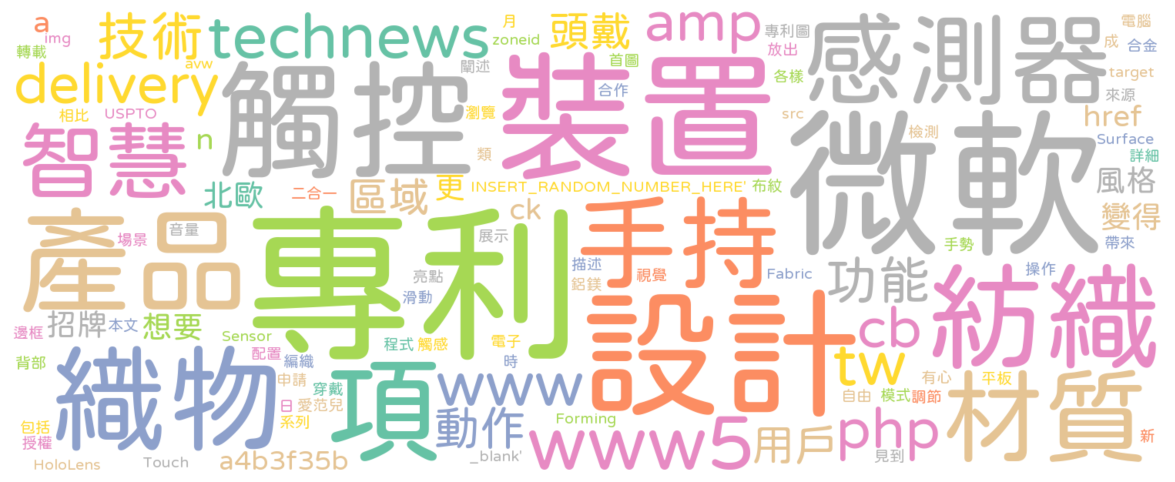 a
img
轉載
技術
avw
technews
月
zoneid
頭戴
首圖
amp
專利圖
放出
各樣
感測器
電腦
成
合金
target
來源
href
delivery
相比
USPTO
觸控
闡述
瀏覽
類
裝置
合作
src
微軟
檢測
Surface
詳細
智慧
n
北歐
二合一
區域
更
INSERT_RANDOM_NUMBER_HERE'
布紋
風格
變得
產品
場景
音量
專利
ck
展示
手持
手勢
帶來
招牌
本文
想要
亮點
滑動
描述
鋁鎂
視覺
Fabric
功能
操作
紡織
邊框
背部
Sensor
配置
程式
觸感
電子
設計
cb
織物
編織
申請
穿戴
日
愛范兒
系列
項
時
www
tw
有心
平板
自由
模式
調節
材質
新
包括
授權
HoloLens
Touch
a4b3f35b
動作
_blank'
Forming
www5
用戶
php
見到